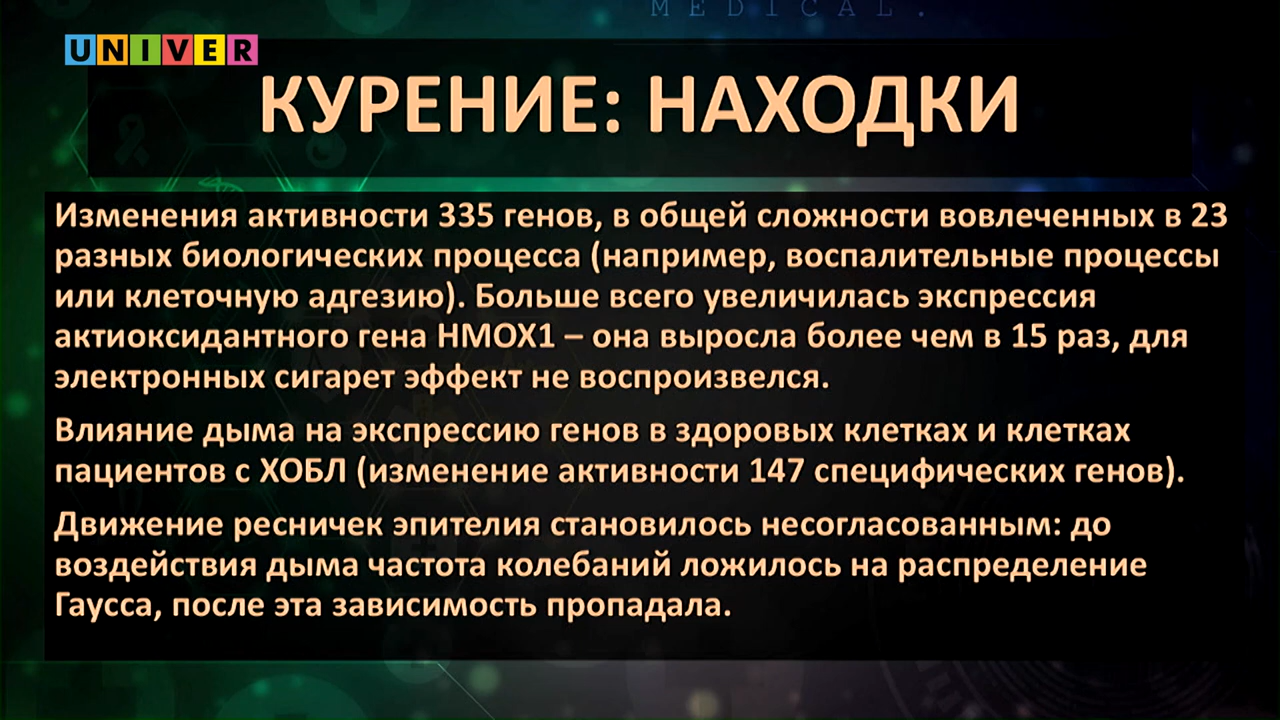 MEDICAL.
UNIVER
КУРЕНИЕ: НАХОДКИ
Изменения активности 335 генов, в общей сложности вовлеченных в 23
разных биологических процесса (например, воспалительные процессы
или клеточную адгезию). Больше всего увеличилась экспрессия
актиоксидантного гена HMOX1 – она выросла более чем в 15 раз, для
электронных сигарет эффект не воспроизвелся.
Влияние дыма на экспрессию генов в здоровых клетках и клетках
пациентов с ХОБЛ (изменение активности 147 специфических генов).
Движение ресничек эпителия становилось несогласованным: до
воздействия дыма частота колебаний ложилось на распределение
Гаусса, после эта зависимость пропадала.